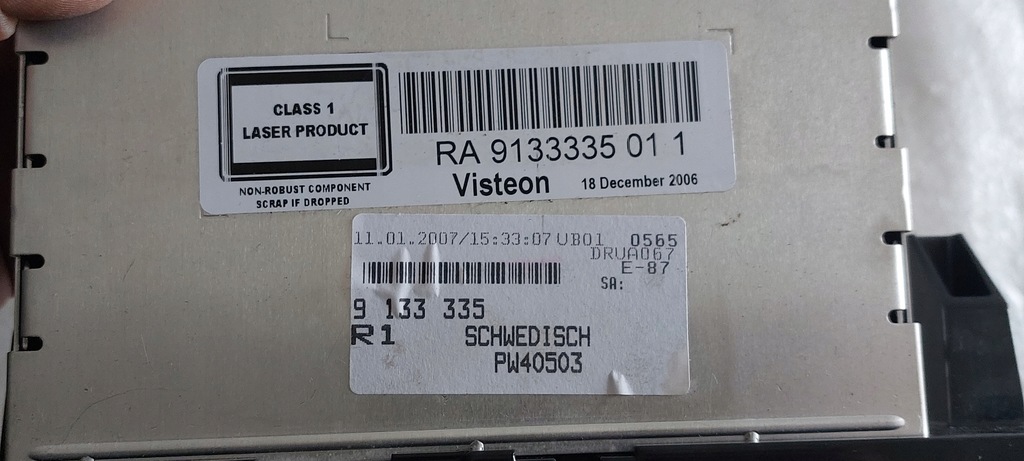 CLASS 1
LASER PRODUCT
NON-ROBUST COMPONENT
SCRAP IF DROPPED
RA 9133335 01 1
Visteon 18 December 2006
11.01.2007/15:33:07 VB01 0565
DRUA067
E-87
SA:
9 133 335
R1 SCHWEDISCH
PW40503